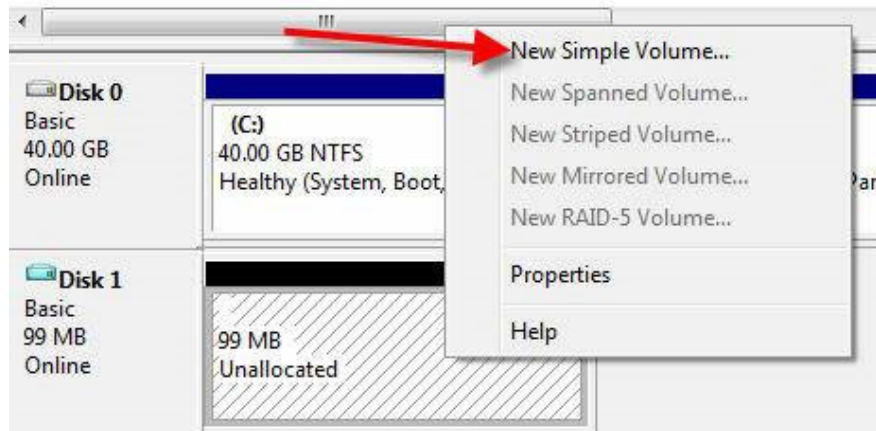 Disk 0
Basic
40.00 GB
Online
(C:)
40.00 GB NTFS
Healthy (System, Boot,
New Simple Volume...
New Spanned Volume...
New Striped Volume...
New Mirrored Volume...
New RAID-5 Volume...
Properties
Help
Disk 1
Basic
99 MB
Online
99 MB
Unallocated